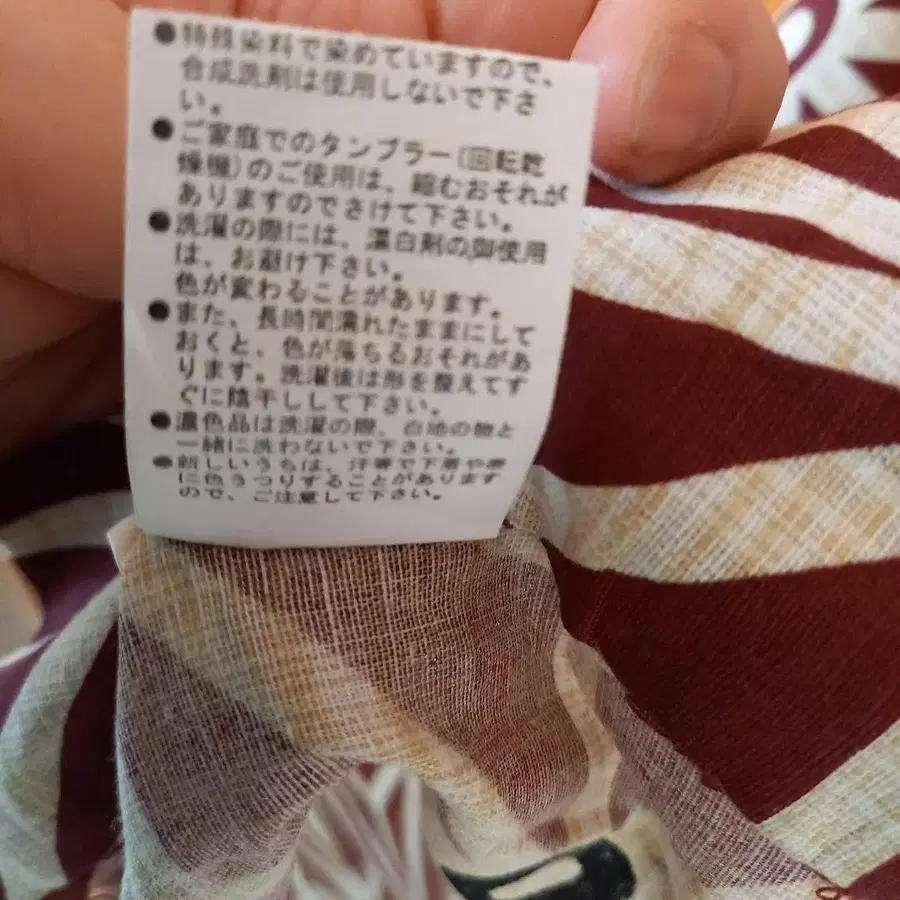 ●特殊染料で染めていますので、
合成洗剤は使用しないで下さ
い。
●ご家庭でのタンブラー(回転乾
燥機)のご使用は、縮むおそれが
ありますのでさけて下さい。
●洗濯の際には、漂白剤の御使用
は、お避け下さい。
色が変わることがあります。
●また、長時間濡れたままにして
おくと、色が落ちるおそれがあ
ります。洗濯後は形を整えてす
ぐに陰干しして下さい。
●濃色品は洗濯の際、白地の物と
一緒に洗わないで下さい。
●新しいうちは、汗等で下着や帯
に色うつりすることがあります
ので、ご注意して下さい。